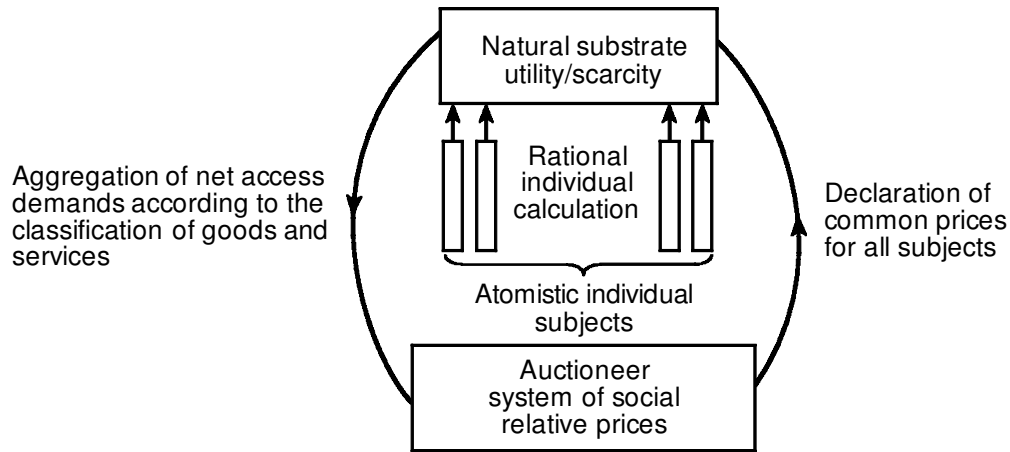 Natural substrate
utility/scarcity
Rational
individual
calculation
Aggregation of net access
demands according to the
classification of goods and
services
Declaration of
common prices
for all subjects
Atomistic individual
subjects
Auctioneer
system of social
relative prices